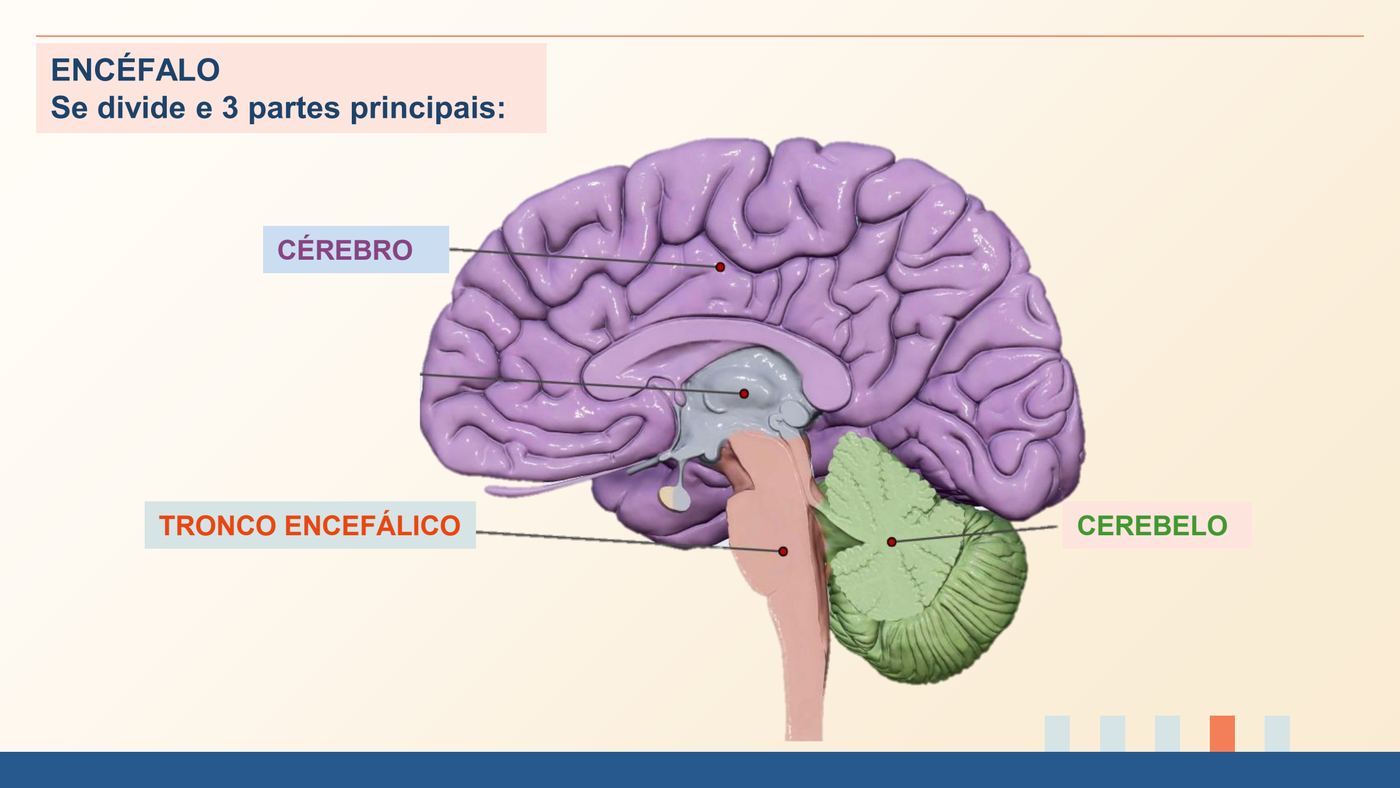 ENCÉFALO
Se divide e 3 partes principais:
CÉREBRO
TRONCO ENCEFÁLICO
CEREBELO